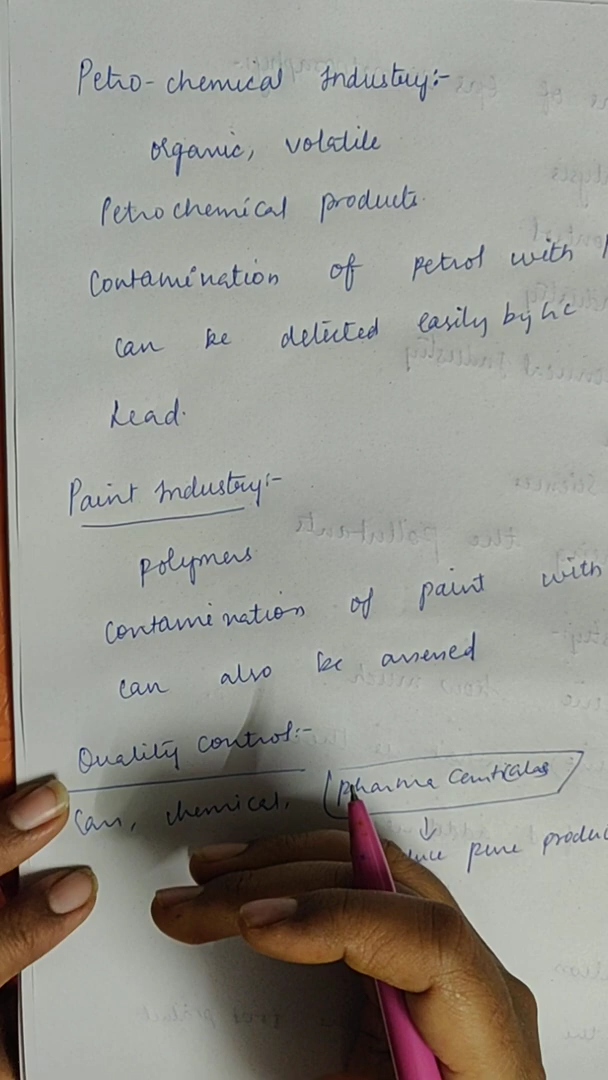 Petro-chemical Industry:-
organic, volatile
Petrochemical products.
Contamination of petrol with
can be detected easily by
Lead.
Paint Industry:-
Polymers
Contamination of paint with
can also be assessed
Quality control:-
chemical, pharmaceuticals
pure produc